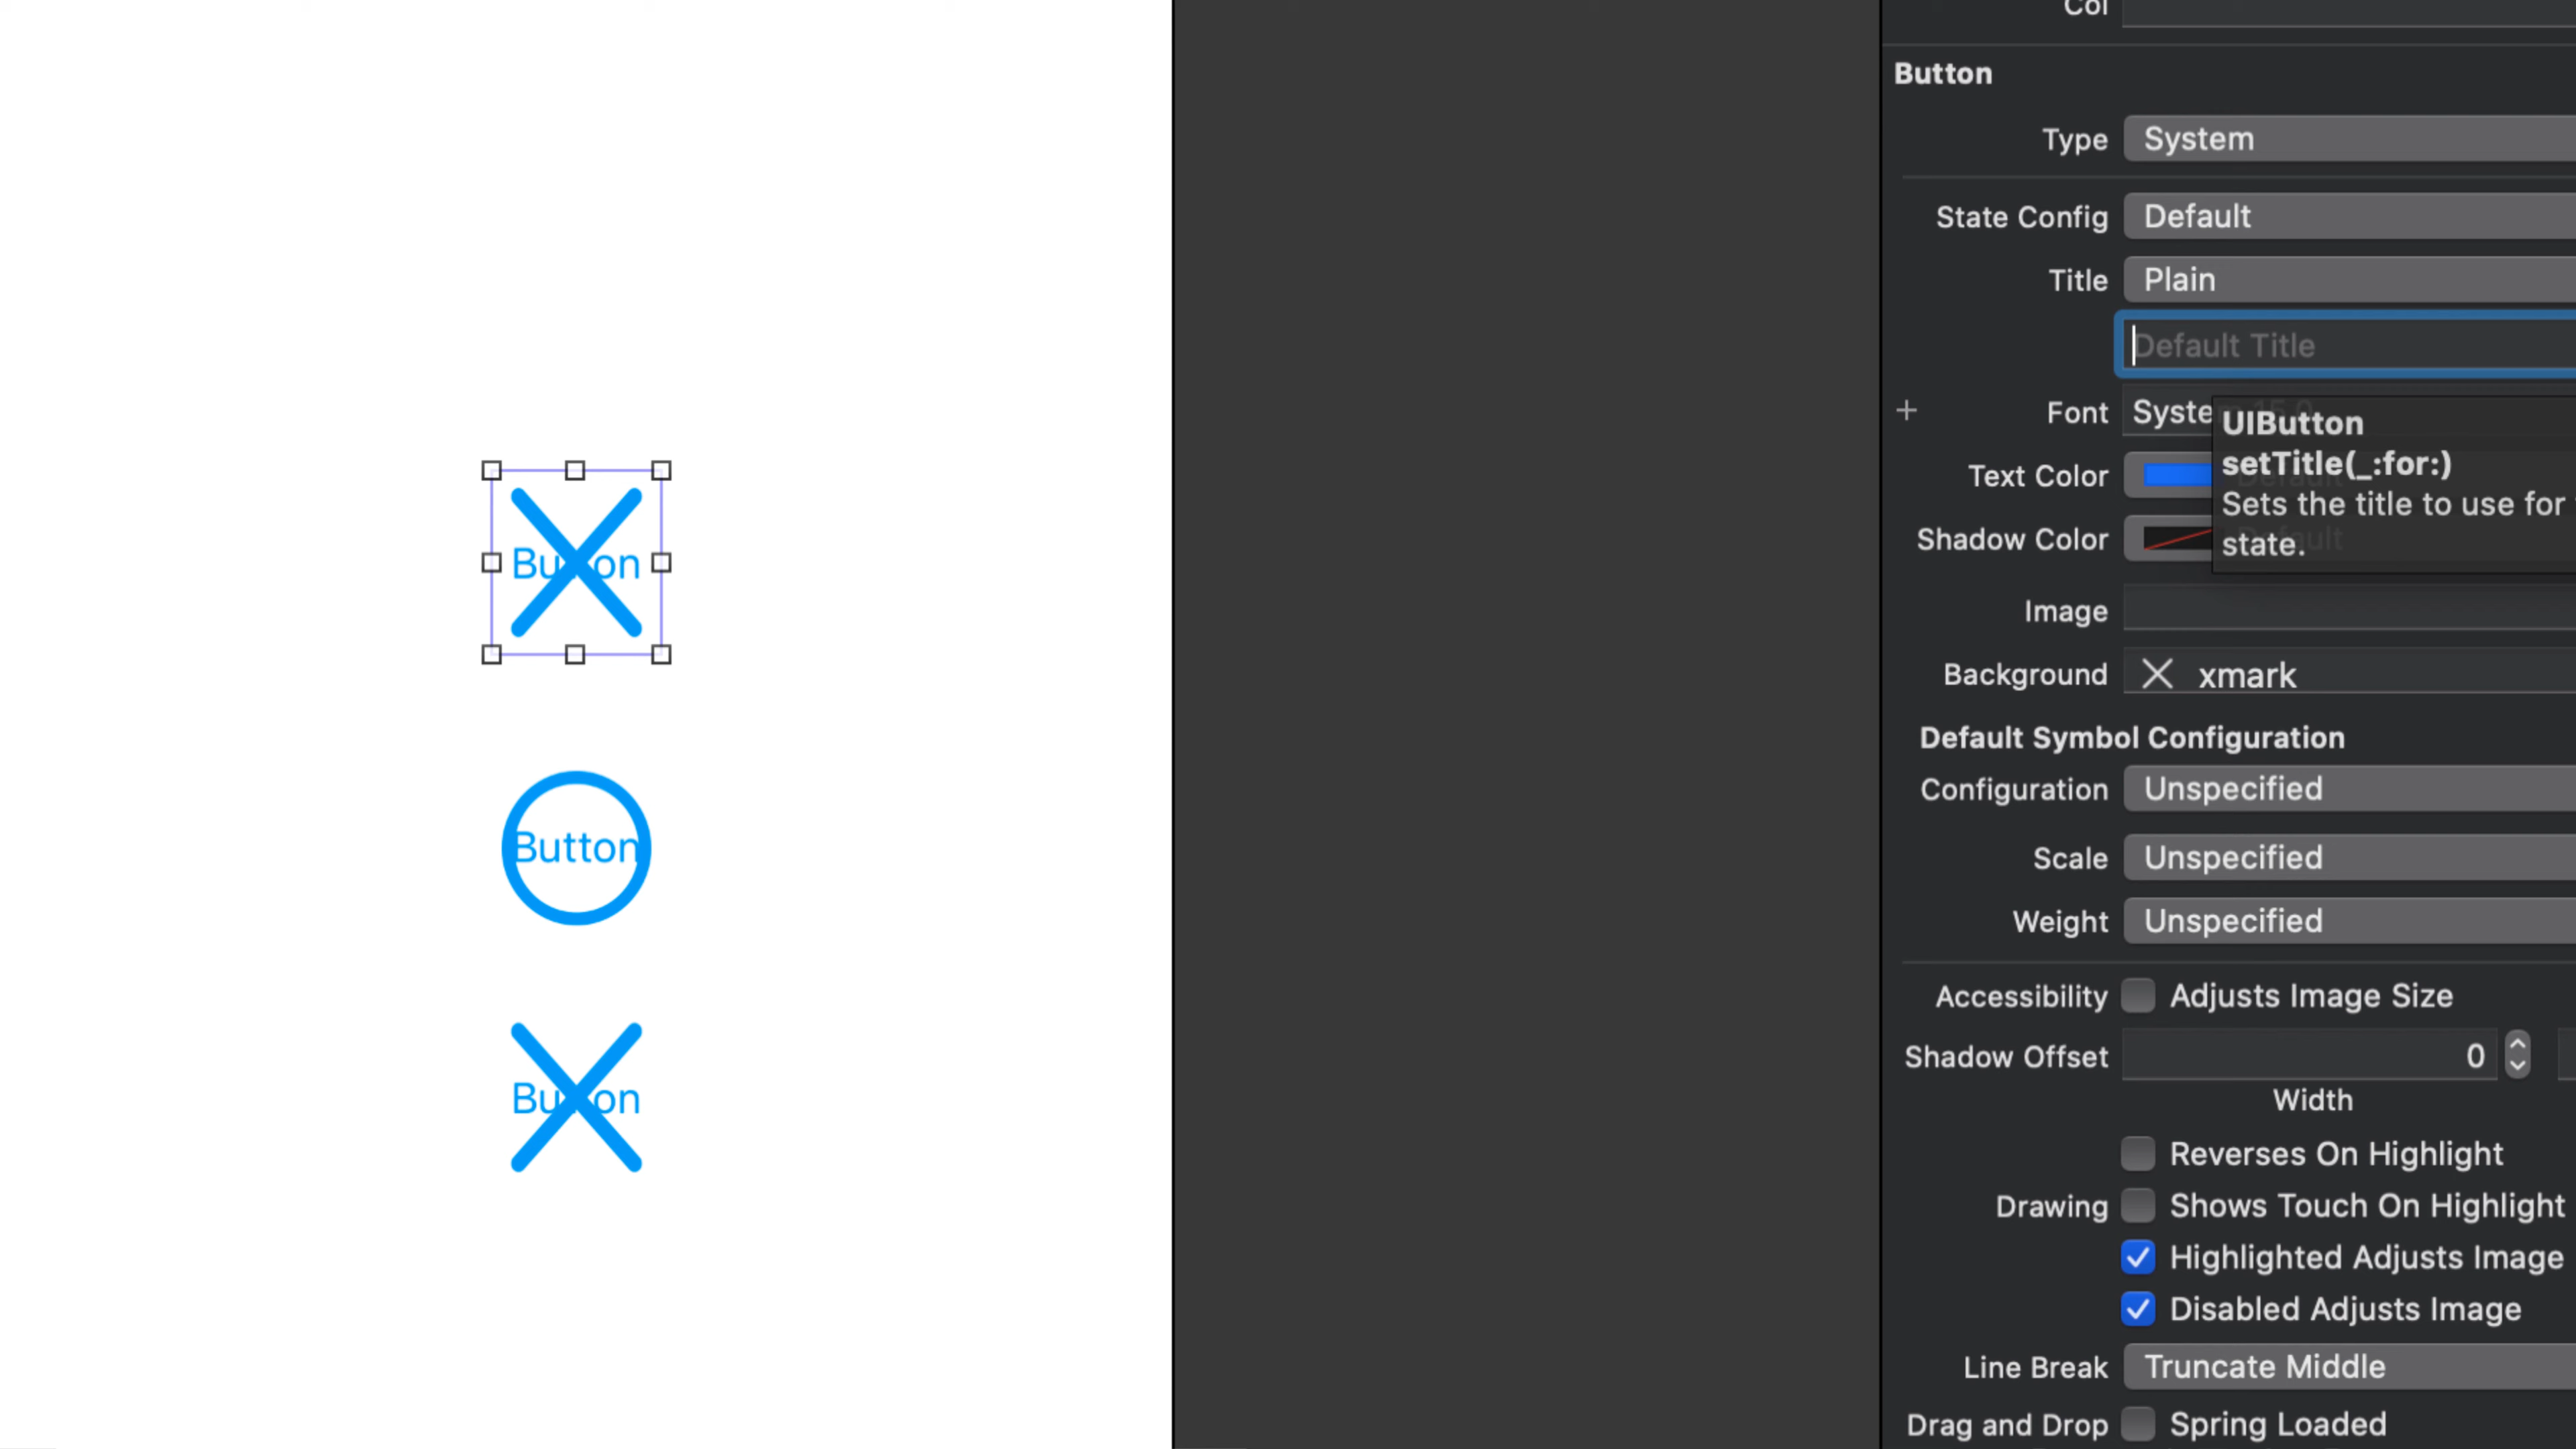 Col
Button
Type System
State Config Default
Title Plain
Default Title
Font Syste
UIButton
setTitle(_:for:)
Sets the title to use for
state.
Text Color
Shadow Color
Image
Background xmark
Default Symbol Configuration
Configuration Unspecified
Scale Unspecified
Weight Unspecified
Accessibility Adjusts Image Size
Shadow Offset 0
Width
Reverses On Highlight
Drawing Shows Touch On Highlight
Highlighted Adjusts Image
Disabled Adjusts Image
Line Break Truncate Middle
Drag and Drop Spring Loaded
Bu on
Button
Bu on